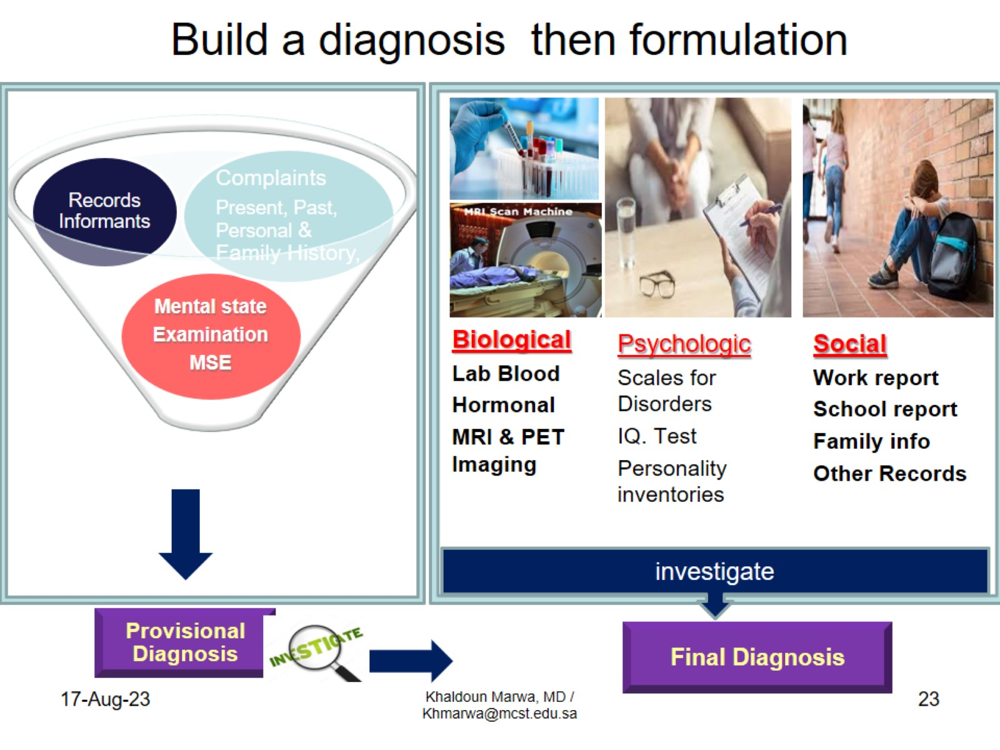 Build a diagnosis  then formulation
Records
Informants
Complaints
Present, Past,
Personal &
Family History,
Mental state
Examination
MSE
MRI Scan Machine
Biological
Lab Blood
Hormonal
MRI & PET
Imaging
Psychologic
Scales for
Disorders
IQ. Test
Personality
inventories
Social
Work report
School report
Family info
Other Records
investigate
Provisional
Diagnosis
INVESTIGATE
Final Diagnosis
17-Aug-23
Khaldoun Marwa, MD /
Khmarwa@mcst.edu.sa
23